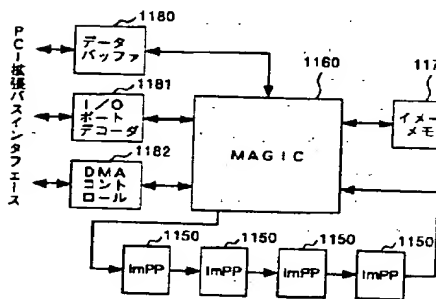 PCI拡張バスインタフェース
1180
データ
バッファ
1181
I/O
ポート
デコーダ
1182
DMA
コント
ロール
1160
MAGIC
イメー
メモ
1150
ImPP
1150
ImPP
1150
ImPP
1150
ImPP